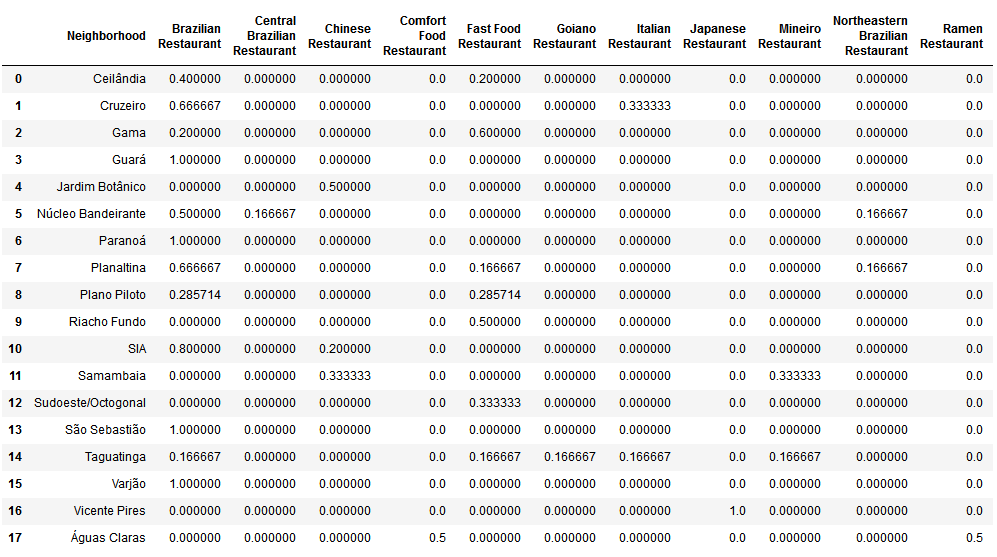 Neighborhood Brazilian Restaurant Central Brazilian Restaurant Chinese Restaurant Comfort Food Restaurant Fast Food Restaurant Goiano Restaurant Italian Restaurant Japanese Restaurant Mineiro Restaurant Northeastern Brazilian Restaurant Ramen Restaurant
0 Ceilândia 0.400000 0.000000 0.000000 0.0 0.200000 0.000000 0.000000 0.0 0.000000 0.000000 0.0
1 Cruzeiro 0.666667 0.000000 0.000000 0.0 0.000000 0.000000 0.333333 0.0 0.000000 0.000000 0.0
2 Gama 0.200000 0.000000 0.000000 0.0 0.600000 0.000000 0.000000 0.0 0.000000 0.000000 0.0
3 Guará 1.000000 0.000000 0.000000 0.0 0.000000 0.000000 0.000000 0.0 0.000000 0.000000 0.0
4 Jardim Botânico 0.000000 0.000000 0.500000 0.0 0.000000 0.000000 0.000000 0.0 0.000000 0.000000 0.0
5 Núcleo Bandeirante 0.500000 0.166667 0.000000 0.0 0.000000 0.000000 0.000000 0.0 0.000000 0.166667 0.0
6 Paranoá 1.000000 0.000000 0.000000 0.0 0.000000 0.000000 0.000000 0.0 0.000000 0.000000 0.0
7 Planaltina 0.666667 0.000000 0.000000 0.0 0.166667 0.000000 0.000000 0.0 0.000000 0.166667 0.0
8 Plano Piloto 0.285714 0.000000 0.000000 0.0 0.285714 0.000000 0.000000 0.0 0.000000 0.000000 0.0
9 Riacho Fundo 0.000000 0.000000 0.000000 0.0 0.500000 0.000000 0.000000 0.0 0.000000 0.000000 0.0
10 SIA 0.800000 0.000000 0.200000 0.0 0.000000 0.000000 0.000000 0.0 0.000000 0.000000 0.0
11 Samambaia 0.000000 0.000000 0.333333 0.0 0.000000 0.000000 0.000000 0.0 0.333333 0.000000 0.0
12 Sudoeste/Octogonal 0.000000 0.000000 0.000000 0.0 0.333333 0.000000 0.000000 0.0 0.000000 0.000000 0.0
13 São Sebastião 1.000000 0.000000 0.000000 0.0 0.000000 0.000000 0.000000 0.0 0.000000 0.000000 0.0
14 Taguatinga 0.166667 0.000000 0.000000 0.0 0.166667 0.166667 0.166667 0.0 0.166667 0.000000 0.0
15 Varjão 1.000000 0.000000 0.000000 0.0 0.000000 0.000000 0.000000 0.0 0.000000 0.000000 0.0
16 Vicente Pires 0.000000 0.000000 0.000000 0.0 0.000000 0.000000 0.000000 1.0 0.000000 0.000000 0.0
17 Águas Claras 0.000000 0.000000 0.000000 0.5 0.000000 0.000000 0.000000 0.0 0.000000 0.000000 0.5